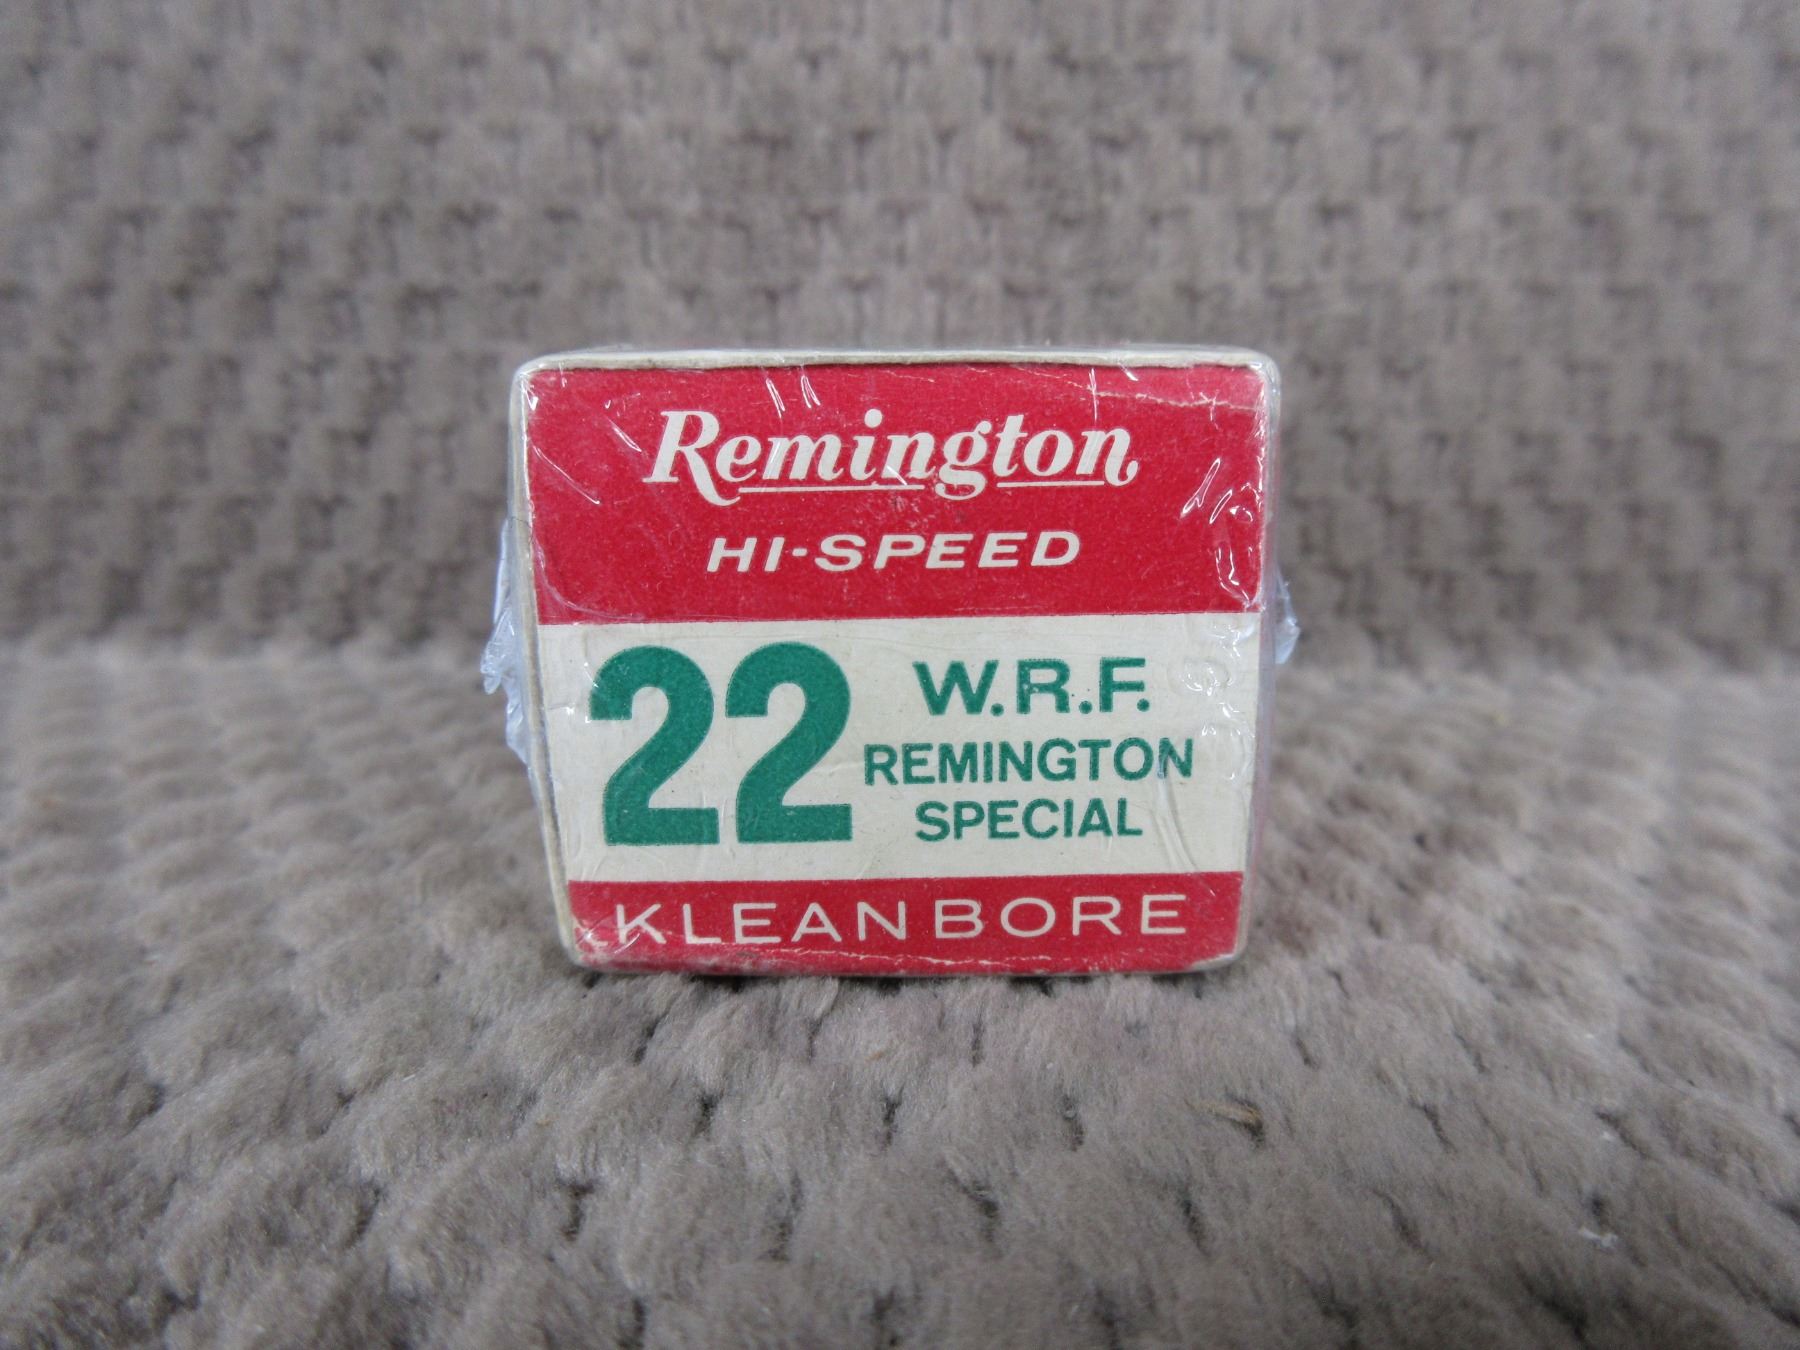 Remington
HI-SPEED
22 W.R.F.
REMINGTON
SPECIAL
KLEANBORE